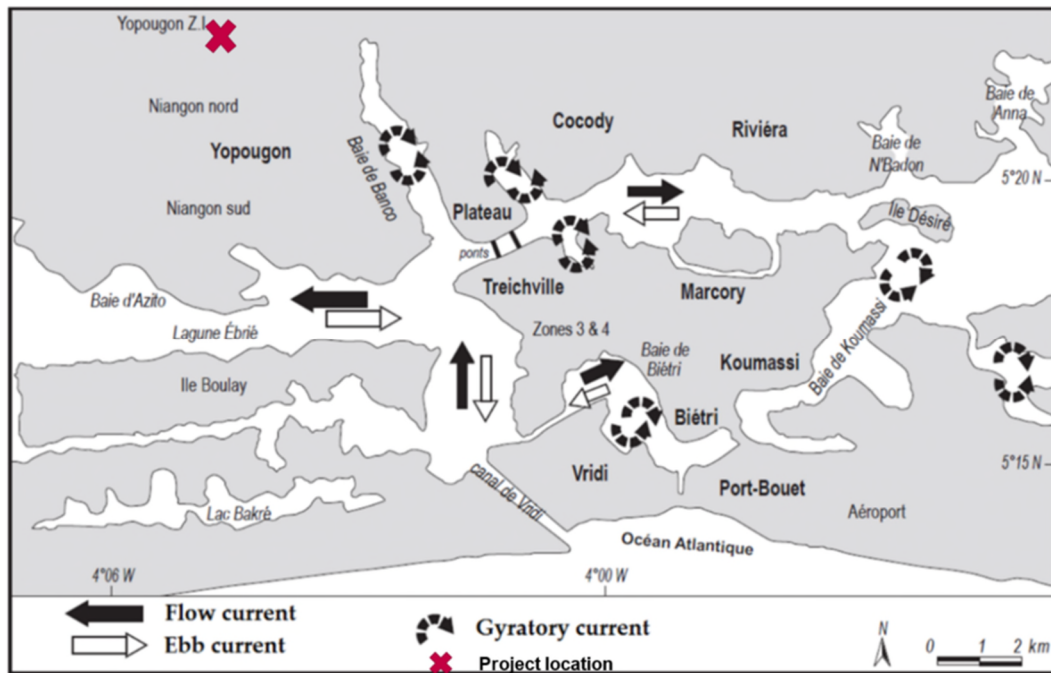 Yopougon Z.I.
Niangon nord
Yopougon
Niangon sud
Baie de Banco
Cocody
Riviéra
Baie de
N'Badon
Baie de
Anna
5°20 N
Ile Désiré
Plateau
ponts
Treichville
Marcory
Baie d'Azito
Lagune Ébrié
Zones 3 & 4
Baie de
Biétri
Koumassi
Baie de Koumassi
Ile Boulay
Biétri
5°15 N
Vridi
canal de Vridi
Port-Bouet
Lac Bakré
Aéroport
Océan Atlantique
4°06 W
4°00 W
Flow current
Ebb current
Gyratory current
Project location
N
0 1 2 km